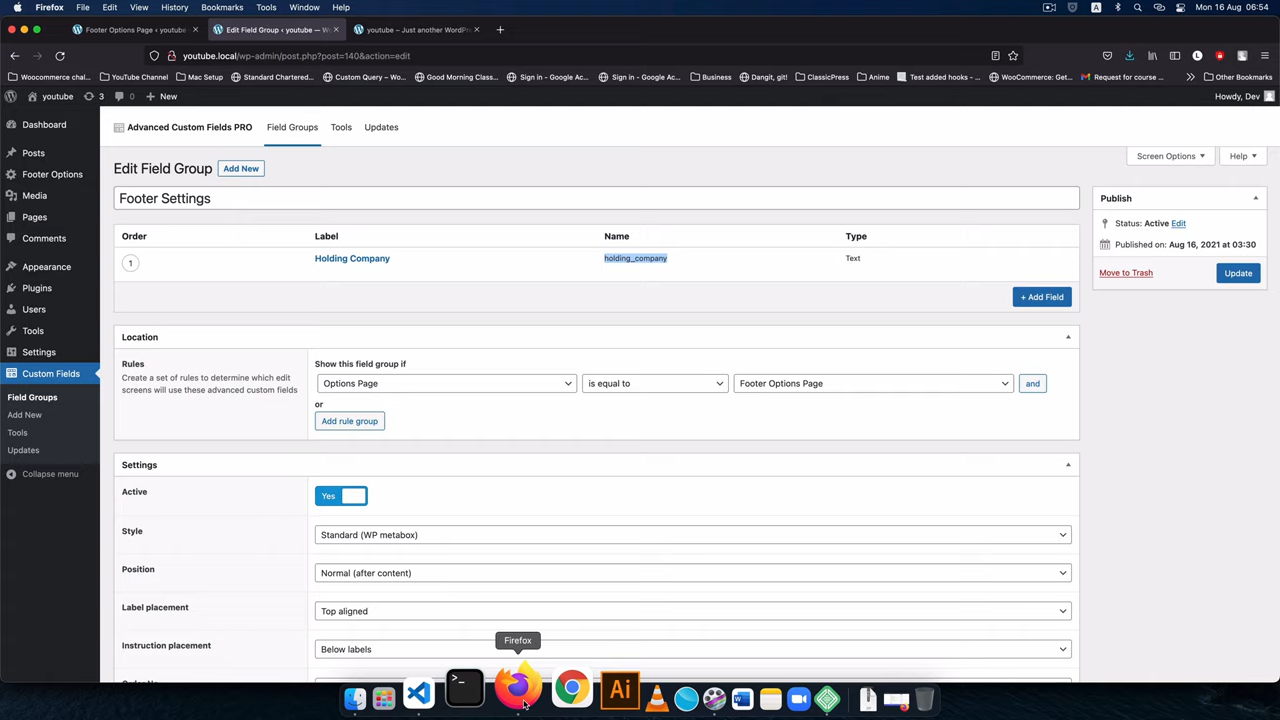 Firefox File Edit View History Bookmarks Tools Window Help Mon 16 Aug 06:54
Footer Options Page ‹ youtube Edit Field Group ‹ youtube — W youtube – Just another WordPr
youtube.local/wp-admin/post.php?post=140&action=edit
Woocommerce chan... YouTube Channel Mac Setup Standard Chartered... Custom Query – Wo... Good Morning Class... Sign in - Google Ac... Sign in - Google Ac... Business Dangit, git! ClassicPress Anime Test added hooks –... WooCommerce: Get... Request for course ... Other Bookmarks
youtube 3 0 New Howdy, Dev
Dashboard
Posts
Footer Options
Media
Pages
Comments
Appearance
Plugins
Users
Tools
Settings
Custom Fields
Field Groups
Add New
Tools
Updates
Collapse menu
Advanced Custom Fields PRO Field Groups Tools Updates
Screen Options Help
Edit Field Group Add New
Footer Settings
Order Label Name Type
1 Holding Company holding_company Text
+ Add Field
Location
Rules
Create a set of rules to determine which edit
screens will use these advanced custom fields
Show this field group if
Options Page is equal to Footer Options Page and
or
Add rule group
Settings
Active Yes
Style Standard (WP metabox)
Position Normal (after content)
Label placement Top aligned
Instruction placement Below labels
Publish
Status: Active Edit
Published on: Aug 16, 2021 at 03:30
Move to Trash Update
Firefox
Ai